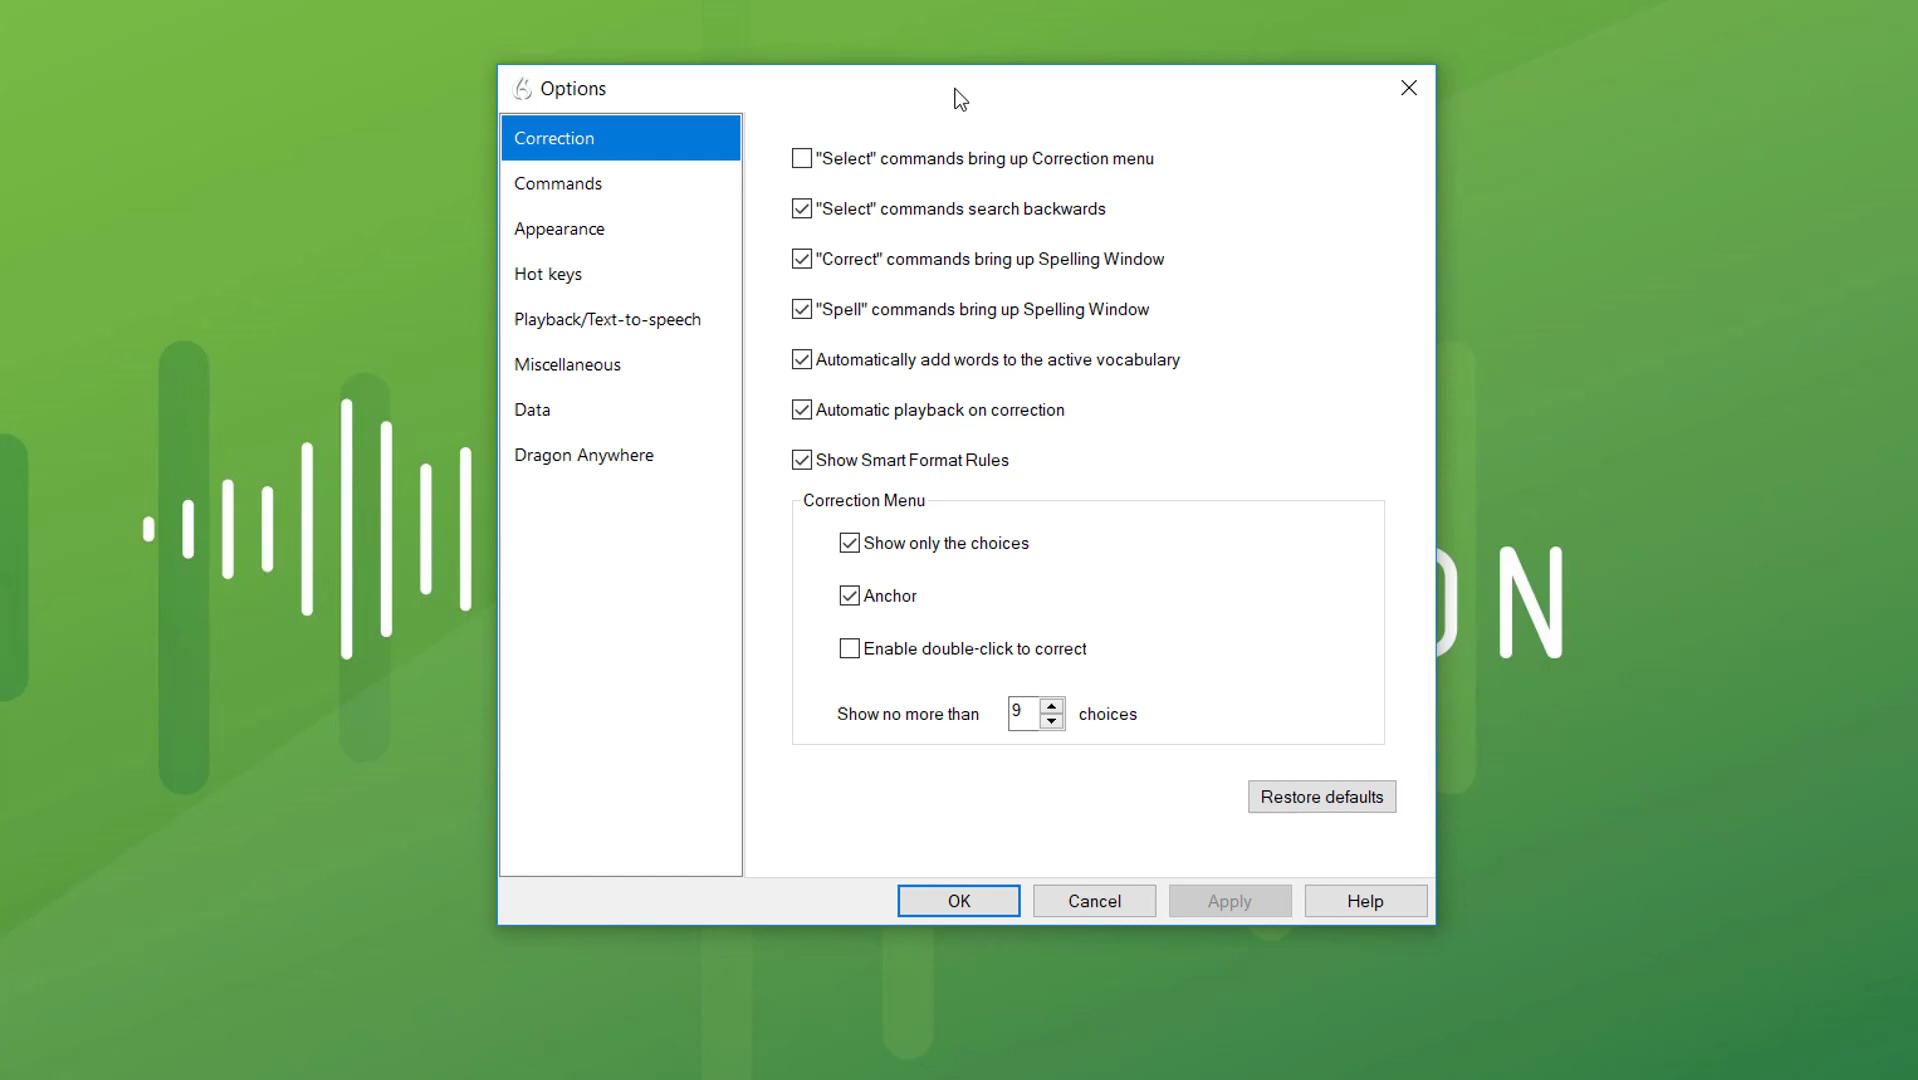 Options
Correction
Commands
Appearance
Hot keys
Playback/Text-to-speech
Miscellaneous
Data
Dragon Anywhere
"Select" commands bring up Correction menu
"Select" commands search backwards
"Correct" commands bring up Spelling Window
"Spell" commands bring up Spelling Window
Automatically add words to the active vocabulary
Automatic playback on correction
Show Smart Format Rules
Correction Menu
Show only the choices
Anchor
Enable double-click to correct
Show no more than 9 choices
Restore defaults
OK Cancel Apply Help
N